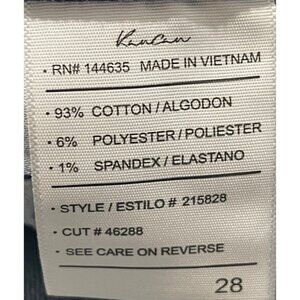 KanCan
• RN# 144635 MADE IN VIETNAM
• 93% COTTON / ALGODON
• 6% POLYESTER / POLIESTER
• 1% SPANDEX / ELASTANO
• STYLE / ESTILO # 215828
• CUT # 46288
• SEE CARE ON REVERSE
28